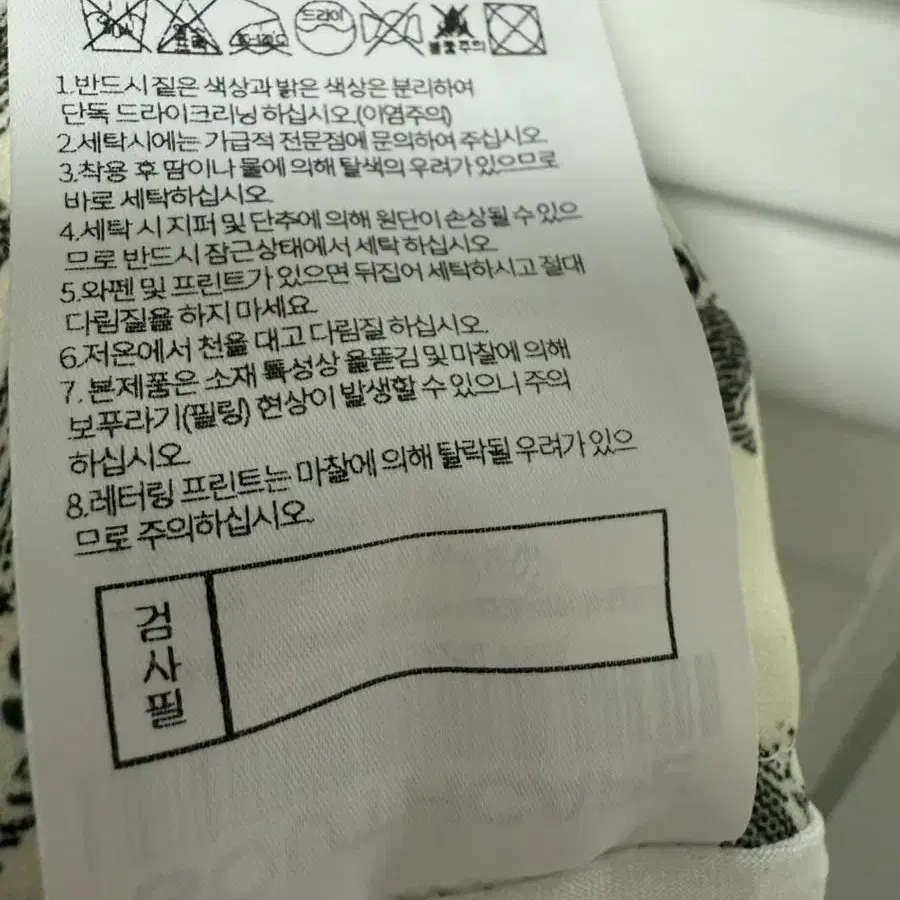 드라이
불꽃주의
1.반드시 짙은 색상과 밝은 색상은 분리하여
단독 드라이크리닝 하십시오.(이염주의)
2.세탁시에는 가급적 전문점에 문의하여 주십시오.
3.착용 후 땀이나 물에 의해 탈색의 우려가 있으므로
바로 세탁하십시오.
4.세탁 시 지퍼 및 단추에 의해 원단이 손상될 수 있으
므로 반드시 잠근상태에서 세탁 하십시오.
5.와펜 및 프린트가 있으면 뒤집어 세탁하시고 절대
다림질을 하지 마세요.
6.저온에서 천을 대고 다림질 하십시오.
7. 본제품은 소재 특성상 올뜯김 및 마찰에 의해
보푸라기(필링) 현상이 발생할 수 있으니 주의
하십시오.
8.레터링 프린트는 마찰에 의해 탈락될 우려가 있으
므로 주의하십시오.
검
사
필